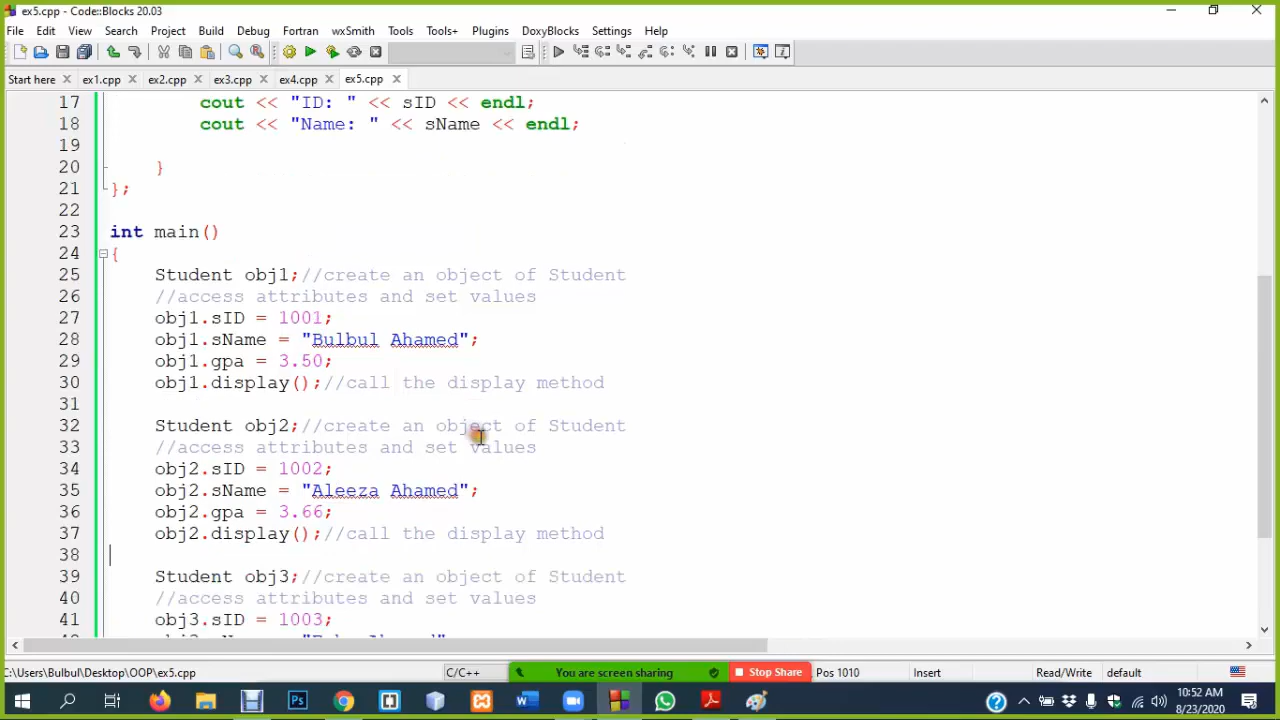 ex5.cpp - Code::Blocks 20.03
File Edit View Search Project Build Debug Fortran wxSmith Tools Tools+ Plugins DoxyBlocks Settings Help
Start here ex1.cpp ex2.cpp ex3.cpp ex4.cpp ex5.cpp
17 cout << "ID: " << sID << endl;
18 cout << "Name: " << sName << endl;
19
20 }
21 };
22
23 int main()
24 {
25 Student obj1;//create an object of Student
26 //access attributes and set values
27 obj1.sID = 1001;
28 obj1.sName = "Bulbul Ahamed";
29 obj1.gpa = 3.50;
30 obj1.display();//call the display method
31
32 Student obj2;//create an object of Student
33 //access attributes and set values
34 obj2.sID = 1002;
35 obj2.sName = "Aleeza Ahamed";
36 obj2.gpa = 3.66;
37 obj2.display();//call the display method
38
39 Student obj3;//create an object of Student
40 //access attributes and set values
41 obj3.sID = 1003;
C:\Users\Bulbul\Desktop\OOP\ex5.cpp C/C++ You are screen sharing Stop Share Pos 1010 Insert Read/Write default
10:52 AM
8/23/2020